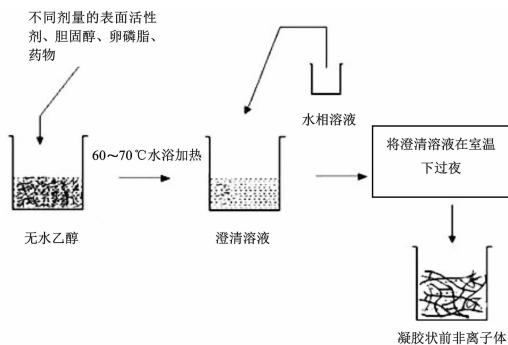 不同剂量的表面活性
剂、胆固醇、卵磷脂、
药物
水相溶液
60～70℃水浴加热
将澄清溶液在室温
下过夜
无水乙醇
澄清溶液
凝胶状前非离子体